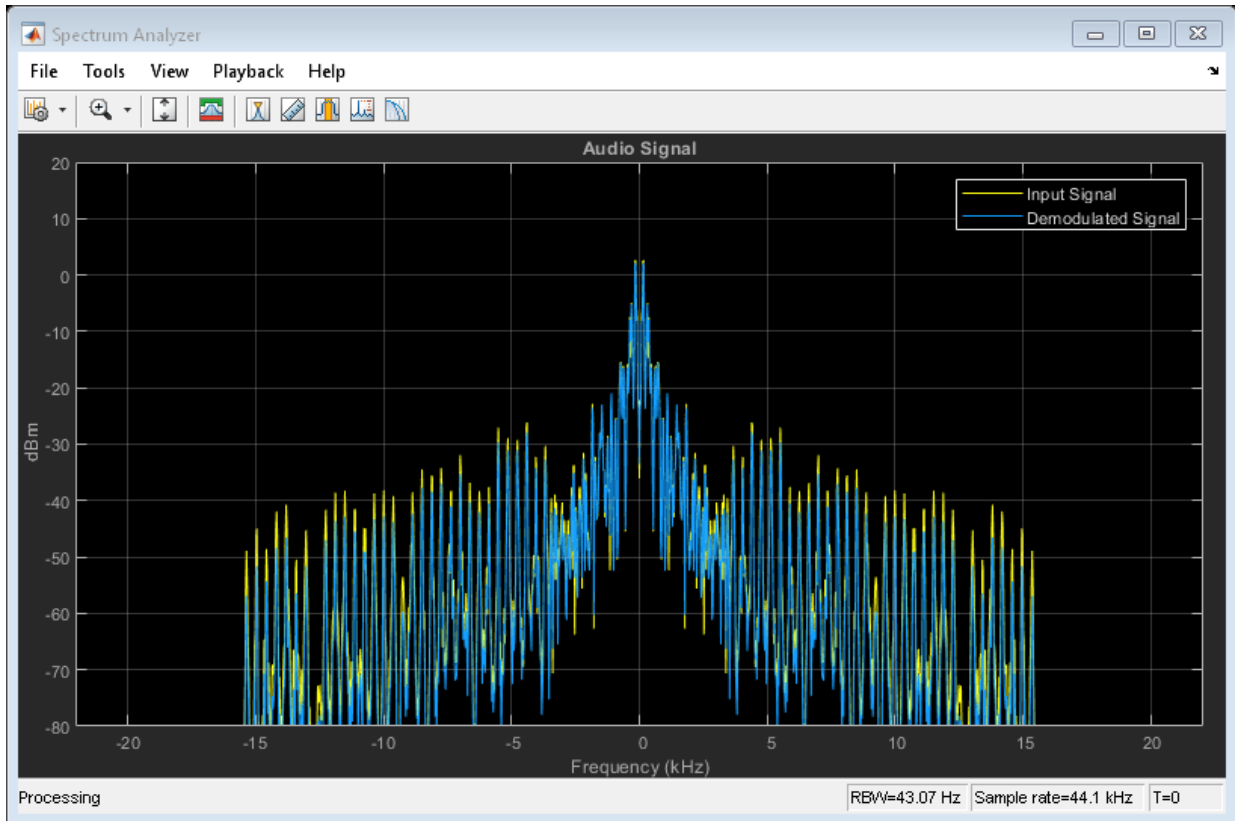 Spectrum Analyzer
File Tools View Playback Help
Audio Signal
Input Signal
Demodulated Signal
20
10
0
-10
-20
-30
-40
-50
-60
-70
-80
dBm
-20 -15 -10 -5 0 5 10 15 20
Frequency (kHz)
Processing RBW=43.07 Hz Sample rate=44.1 kHz T=0